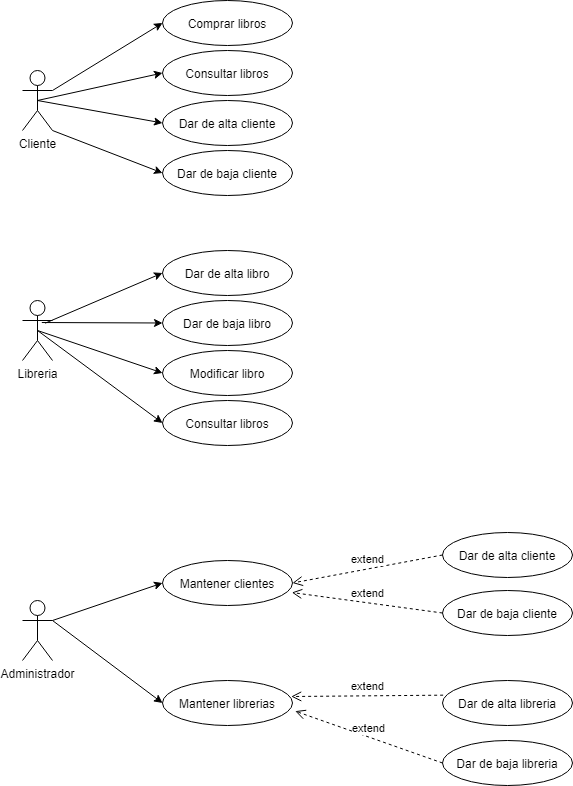 Comprar libros
Consultar libros
Dar de alta cliente
Cliente
Dar de baja cliente
Dar de alta libro
Dar de baja libro
Libreria
Modificar libro
Consultar libros
Dar de alta cliente
extend
Mantener clientes
extend
Dar de baja cliente
Administrador
extend
Mantener librerias
Dar de alta libreria
extend
Dar de baja libreria